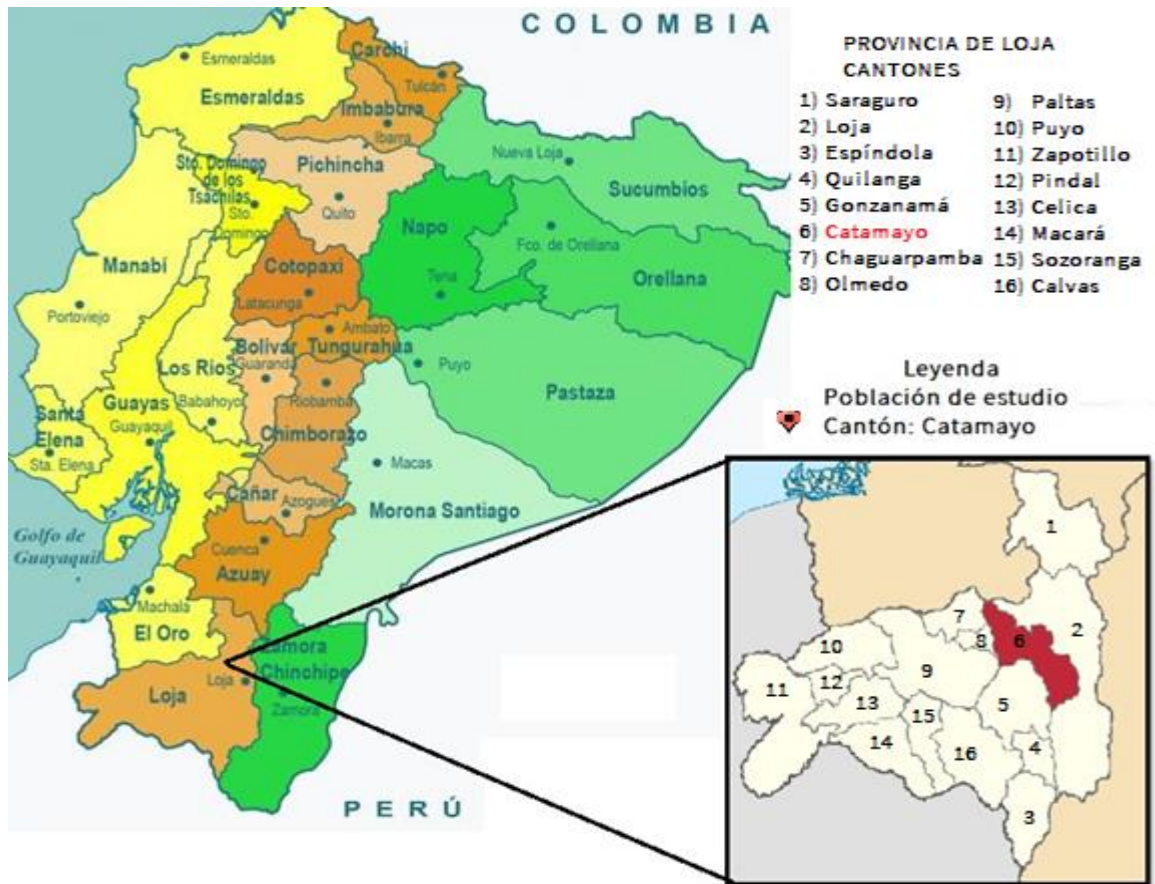 COLOMBIA
Esmeraldas
Esmeraldas
Carchi
Tulcán
Imbabura
Ibarra
Pichincha
Quito
Sto. Domingo
de los
Tsáchilas
Sto.
Domingo
Nueva Loja
Sucumbios
Napo
Tena
Fco. de Orellana
Orellana
Manabí
Portoviejo
Cotopaxi
Latacunga
Ambato
Tungurahua
Bolívar
Guaranda
Los Rios
Babahoyo
Riobamba
Puyo
Pastaza
Santa
Elena
Sta. Elena
Guayas
Guayaquil
Chimborazo
Macas
Morona Santiago
Cañar
Azogues
Golfo de
Guayaquil
Cuenca
Azuay
Machala
El Oro
Zamora
Chinchipe
Zamora
Loja
Loja
PERÚ
PROVINCIA DE LOJA
CANTONES
1) Saraguro
2) Loja
3) Espíndola
4) Quilanga
5) Gonzanamá
6) Catamayo
7) Chaguarpamba
8) Olmedo
9) Paltas
10) Puyo
11) Zapotillo
12) Pindal
13) Celica
14) Macará
15) Sozoranga
16) Calvas
Leyenda
Población de estudio
Cantón: Catamayo
1
2
7
8
6
10
9
12
11
13
5
15
14
16
4
3